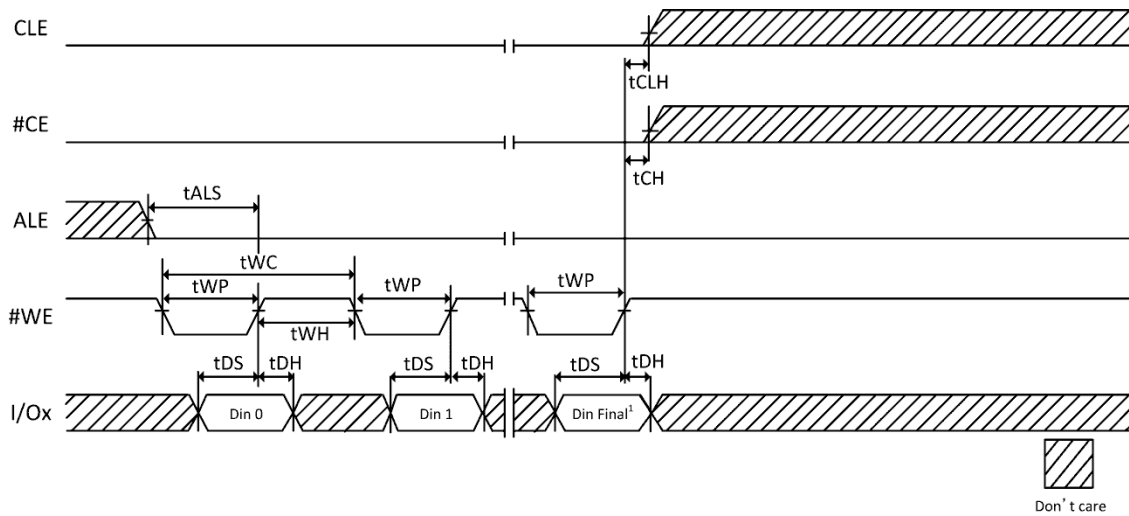 CLE
tCLH
#CE
tCH
tALS
ALE
tWC
tWP tWP tWP
#WE
tWH
tDS tDH tDS tDH tDS tDH
I/Ox Din 0 Din 1 Din Final¹
Don't care